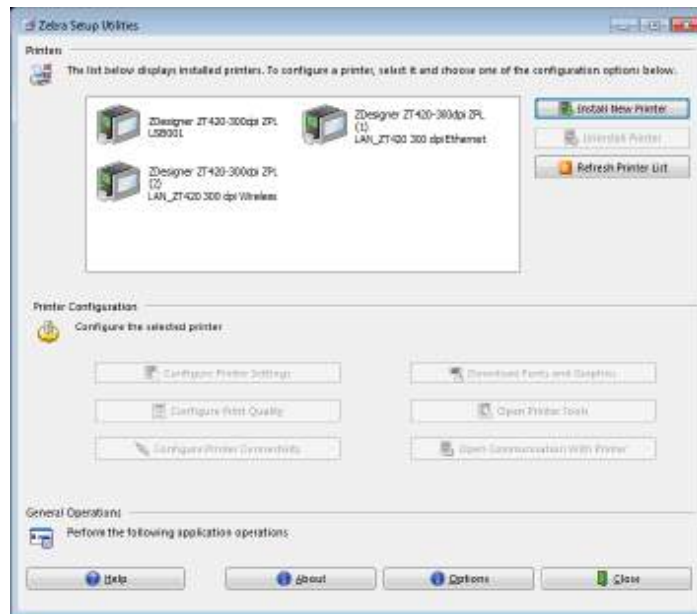 Zebra Setup Utilities
Printers
The list below displays installed printers. To configure a printer, select it and choose one of the configuration options below.
ZDesigner ZT420-300dpi ZPL
USB001
ZDesigner ZT420-300dpi ZPL
(1)
LAN_ZT420 300 dpi Ethernet
ZDesigner ZT420-300dpi ZPL
(2)
LAN_ZT420 300 dpi Wireless
Install New Printer
Uninstall Printer
Refresh Printer List
Printer Configuration
Configure the selected printer
Configure Printer Settings
Download Fonts and Graphics
Configure Print Quality
Open Printer Tools
Configure Printer Connectivity
Open Communication With Printer
General Operations
Perform the following application operations
Help
About
Options
Close